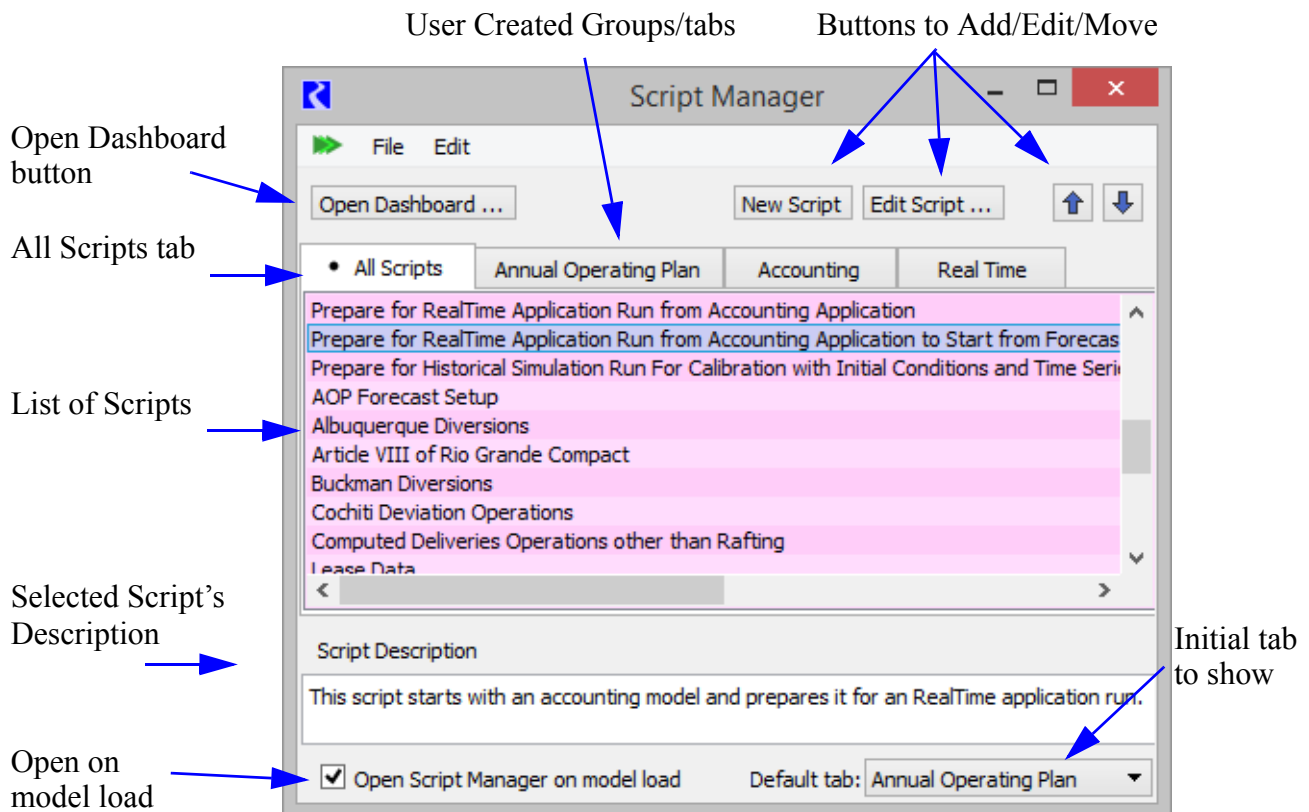 User Created Groups/tabs
Buttons to Add/Edit/Move
Script Manager
Open Dashboard
button
File Edit
Open Dashboard ...
New Script
Edit Script ...
All Scripts tab
• All Scripts
Annual Operating Plan
Accounting
Real Time
Prepare for RealTime Application Run from Accounting Application
Prepare for RealTime Application Run from Accounting Application to Start from Forecas
Prepare for Historical Simulation Run For Calibration with Initial Conditions and Time Serie
List of Scripts
AOP Forecast Setup
Albuquerque Diversions
Article VIII of Rio Grande Compact
Buckman Diversions
Cochiti Deviation Operations
Computed Deliveries Operations other than Rafting
Lease Data
Selected Script’s
Description
Initial tab
to show
Script Description
This script starts with an accounting model and prepares it for an RealTime application run.
Open on
model load
Open Script Manager on model load
Default tab: Annual Operating Plan